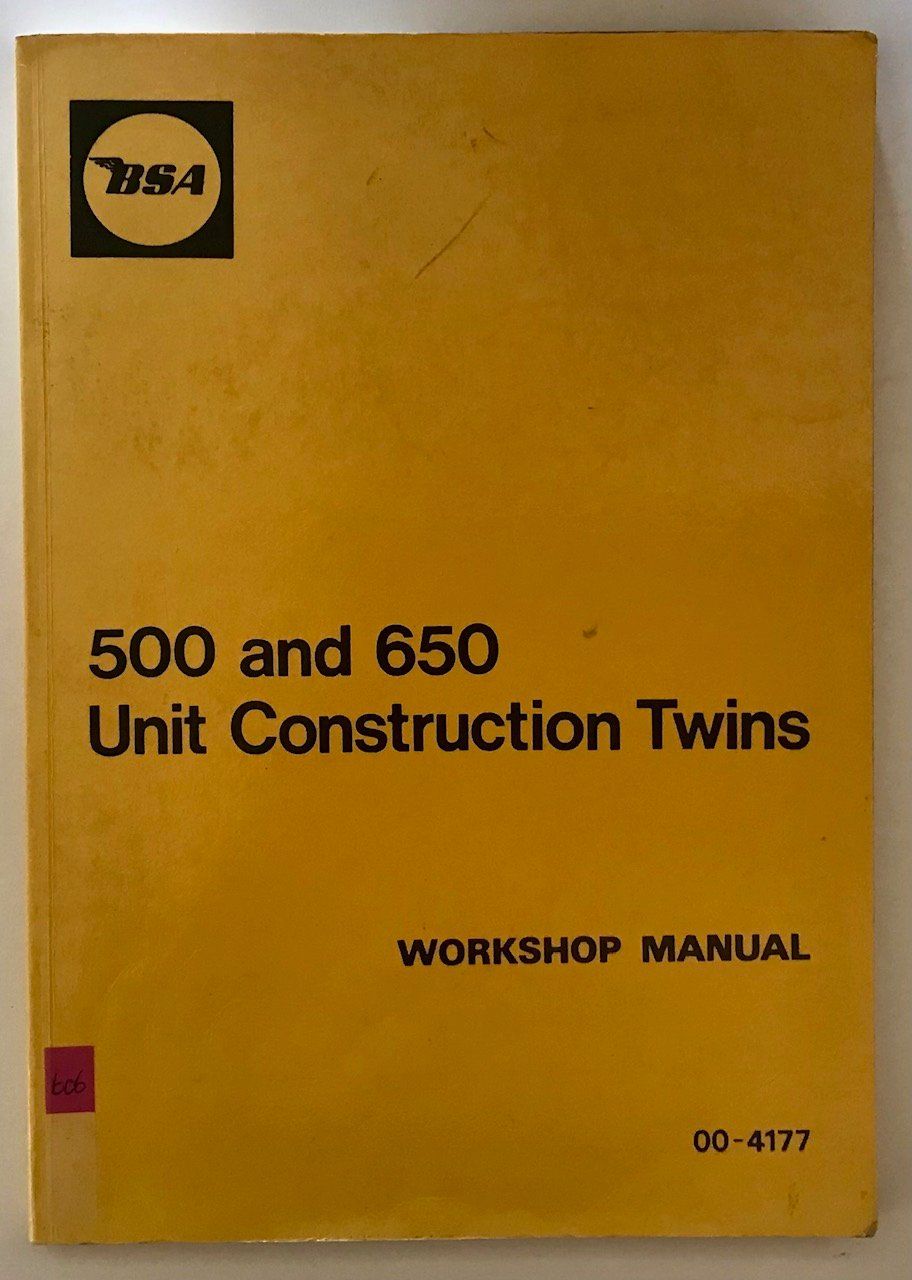 BSA
500 and 650
Unit Construction Twins
WORKSHOP MANUAL
00-4177